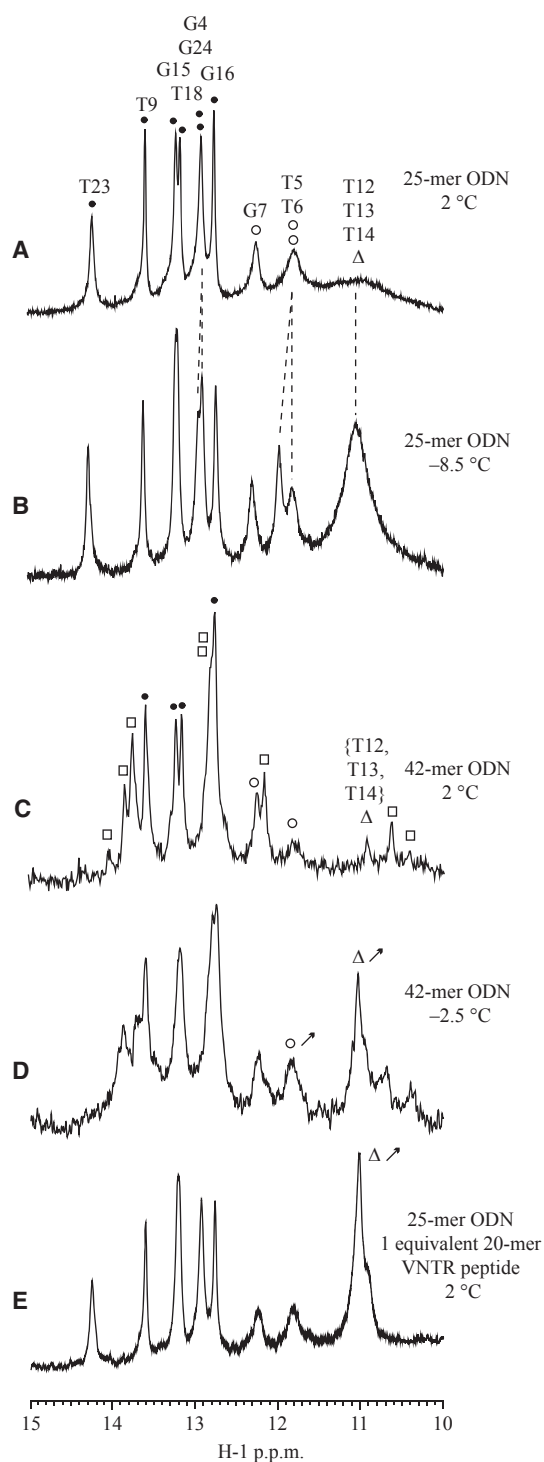 G4
G24
G15
T18
G16
T9
T23
G7
T5
T6
T12
T13
T14
Δ
25-mer ODN
2 °C
A
25-mer ODN
–8.5 °C
B
{T12,
T13,
T14}
Δ
42-mer ODN
2 °C
C
Δ
42-mer ODN
–2.5 °C
D
Δ
25-mer ODN
1 equivalent 20-mer
VNTR peptide
2 °C
E
15 14 13 12 11 10
H-1 p.p.m.